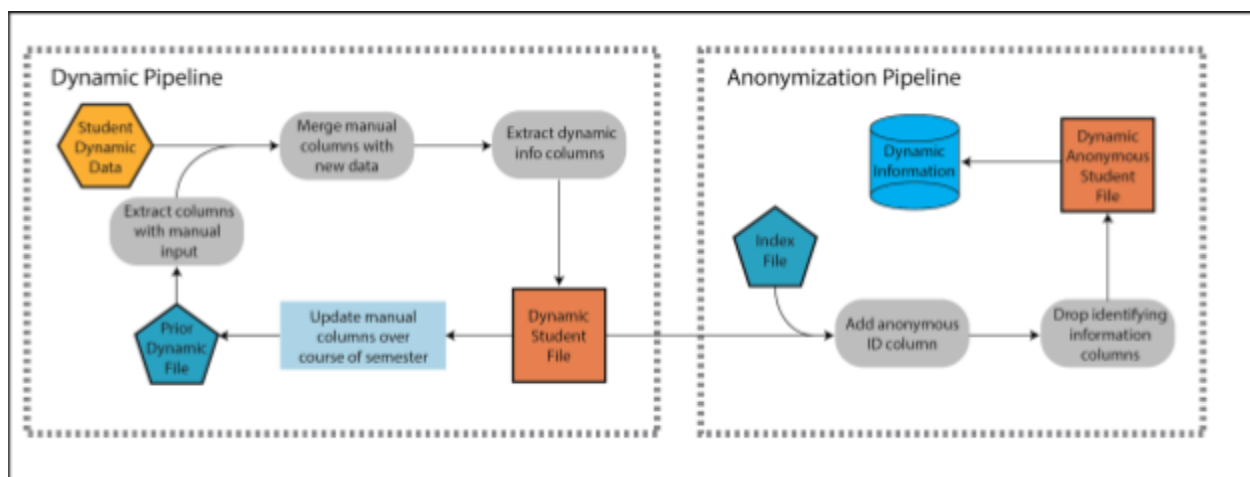 Dynamic Pipeline
Student
Dynamic
Data
Merge manual
columns with
new data
Extract dynamic
info columns
Extract columns
with manual
input
Prior
Dynamic
File
Update manual
columns over
course of semester
Dynamic
Student
File
Anonymization Pipeline
Dynamic
Information
Dynamic
Anonymous
Student
File
Index
File
Add anonymous
ID column
Drop identifying
information
columns